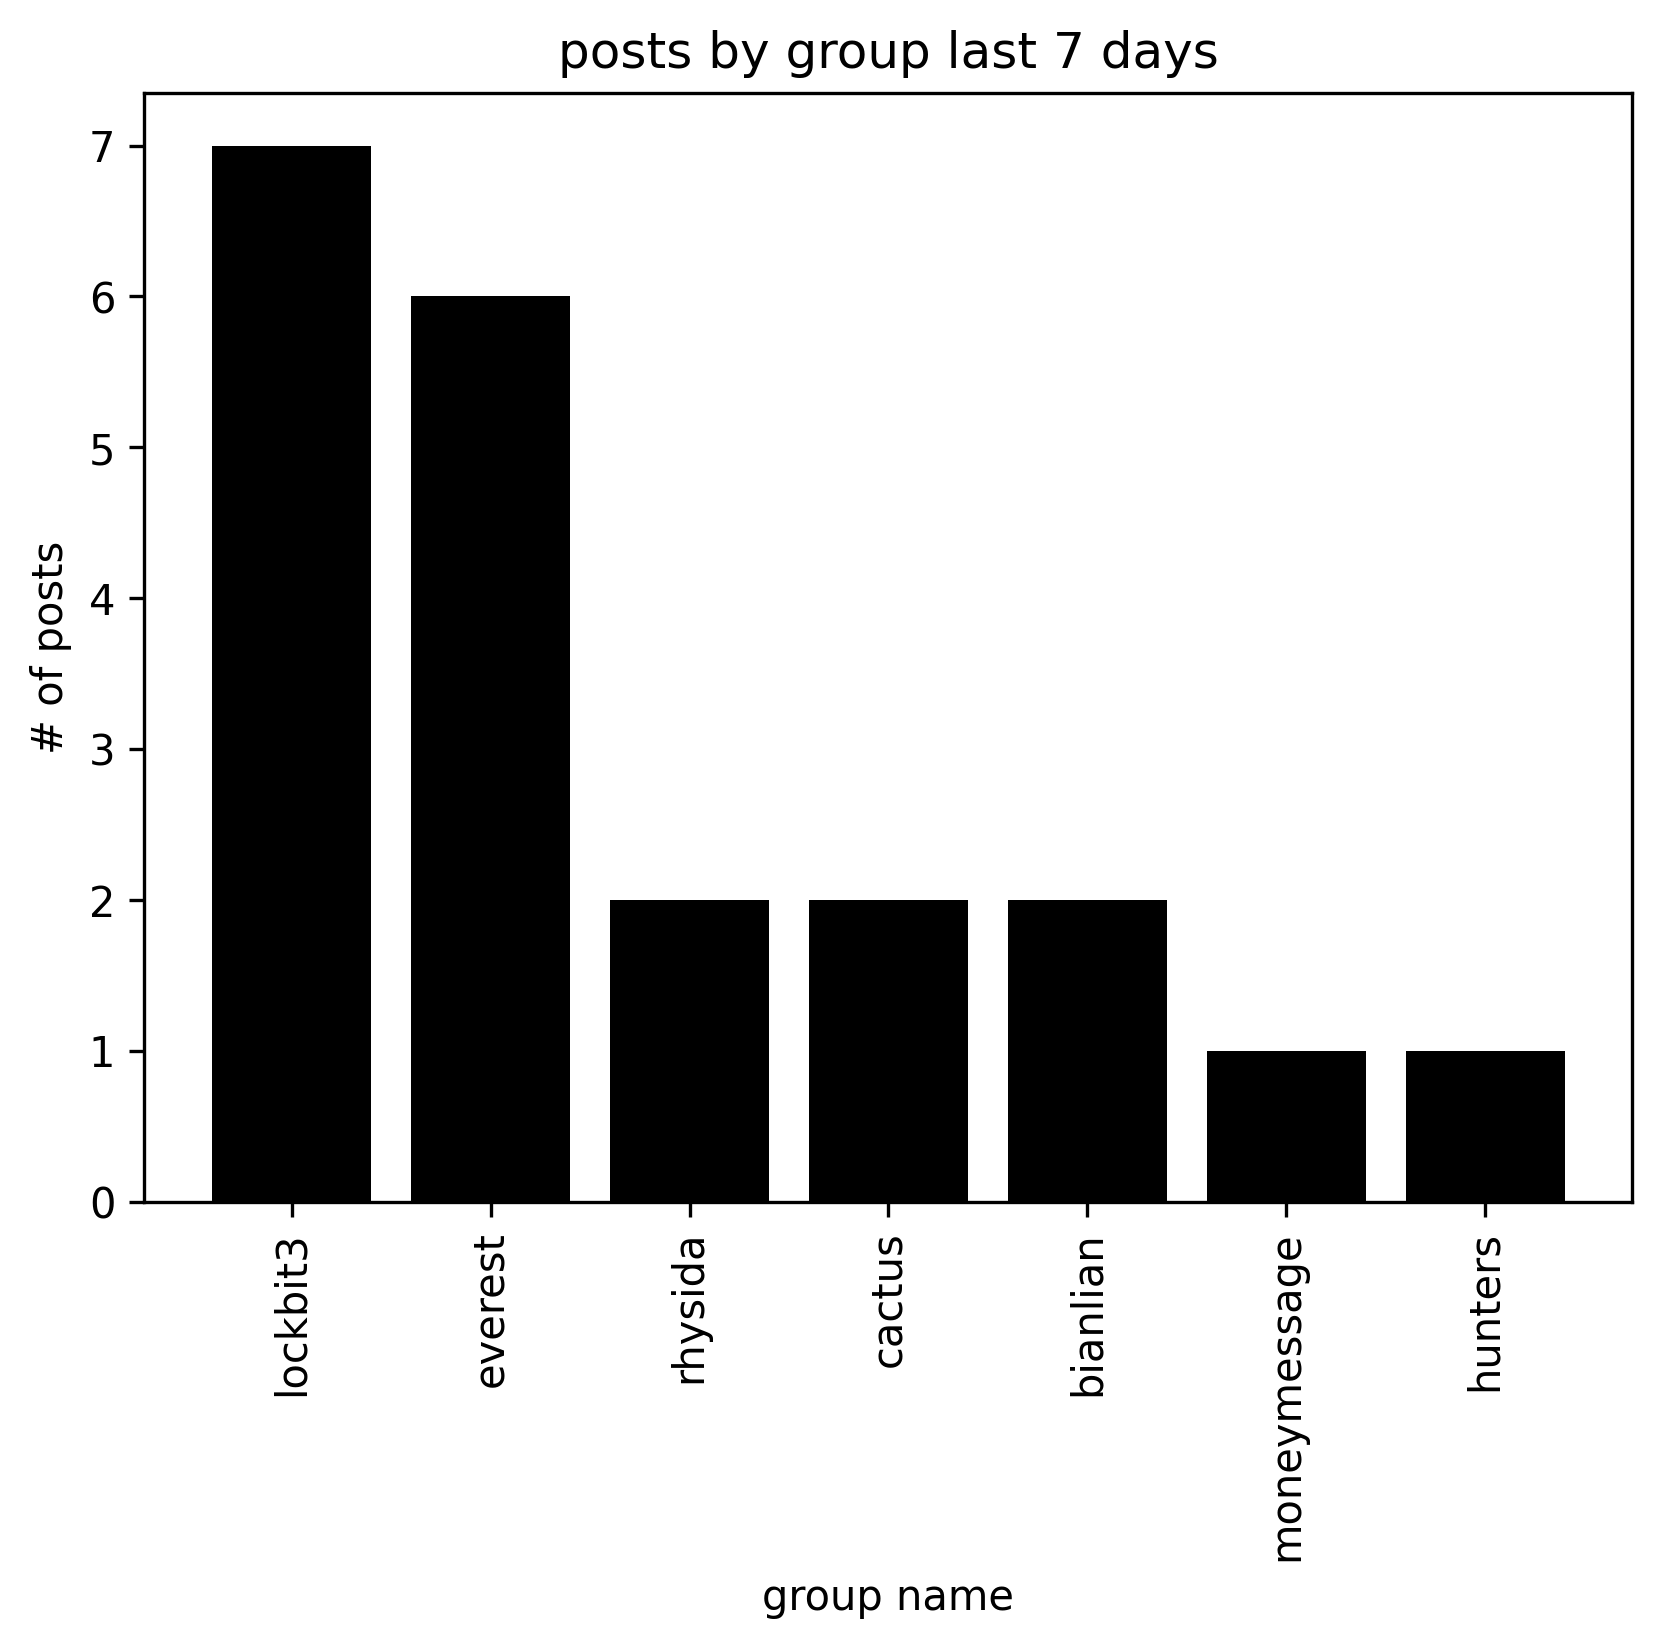 posts by group last 7 days
# of posts
7
6
5
4
3
2
1
0
lockbit3
everest
rhysida
cactus
bianlian
moneymessage
hunters
group name